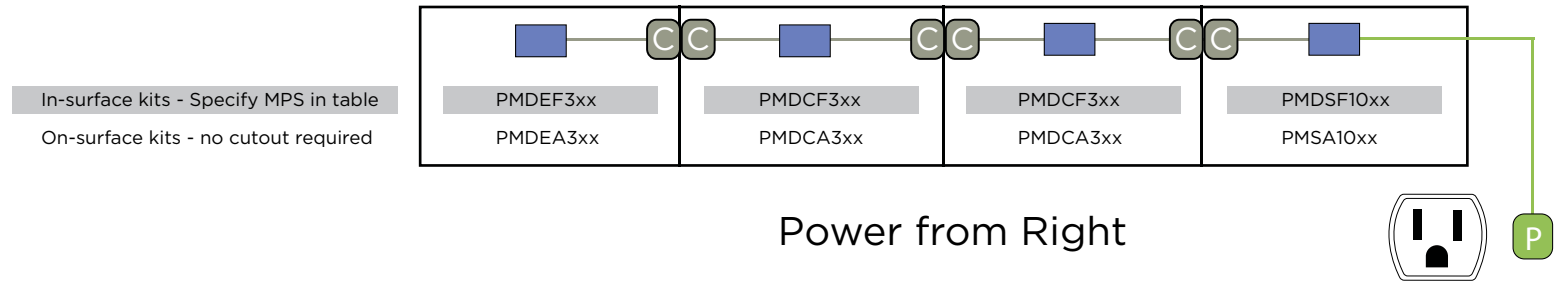 C C C C C C
In-surface kits - Specify MPS in table PMDEF3xx PMDCF3xx PMDCF3xx PMDSF10xx
On-surface kits - no cutout required PMDEA3xx PMDCA3xx PMDCA3xx PMSA10xx
Power from Right
P